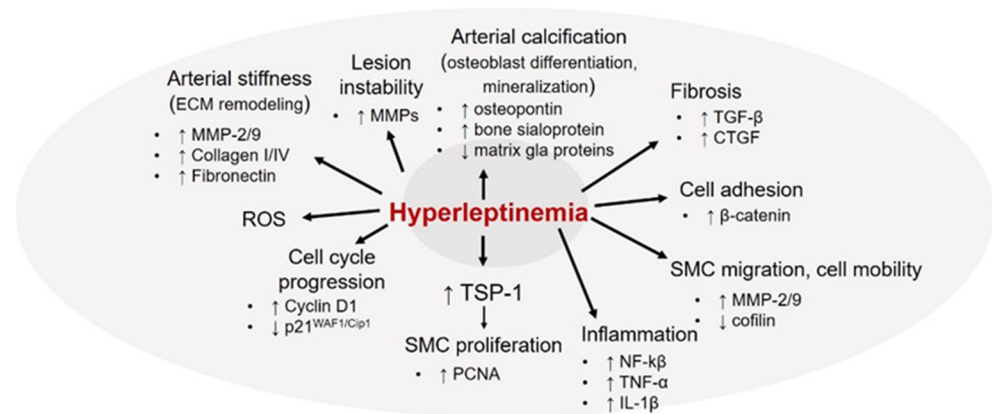 Arterial calcification
(osteoblast differentiation,
mineralization)
• ↑ osteopontin
• ↑ bone sialoprotein
• ↓ matrix gla proteins
Lesion
instability
• ↑ MMPs
Arterial stiffness
(ECM remodeling)
• ↑ MMP-2/9
• ↑ Collagen I/IV
• ↑ Fibronectin
Fibrosis
• ↑ TGF-β
• ↑ CTGF
Cell adhesion
• ↑ β-catenin
Hyperleptinemia
ROS
Cell cycle
progression
• ↑ Cyclin D1
• ↓ p21WAF1/Cip1
↑ TSP-1
SMC proliferation
• ↑ PCNA
SMC migration, cell mobility
• ↑ MMP-2/9
• ↓ cofilin
Inflammation
• ↑ NF-kβ
• ↑ TNF-α
• ↑ IL-1β